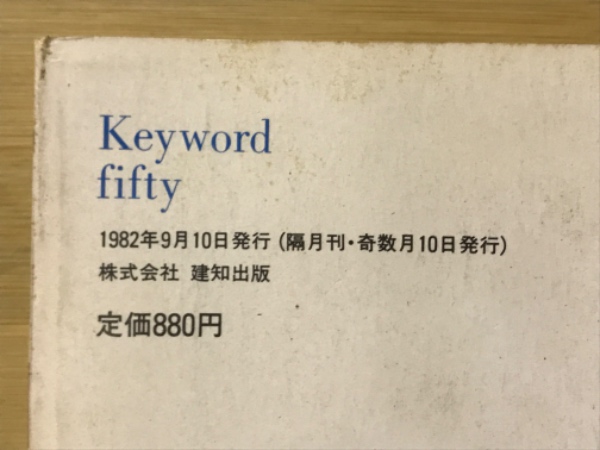 Keyword
fifty
1982年9月10日発行（隔月刊・奇数月10日発行）
株式会社 建知出版
定価880円